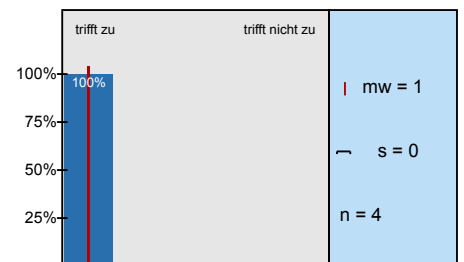 trifft zu trifft nicht zu
100%
100%
75%
50%
25%
mw = 1
s = 0
n = 4